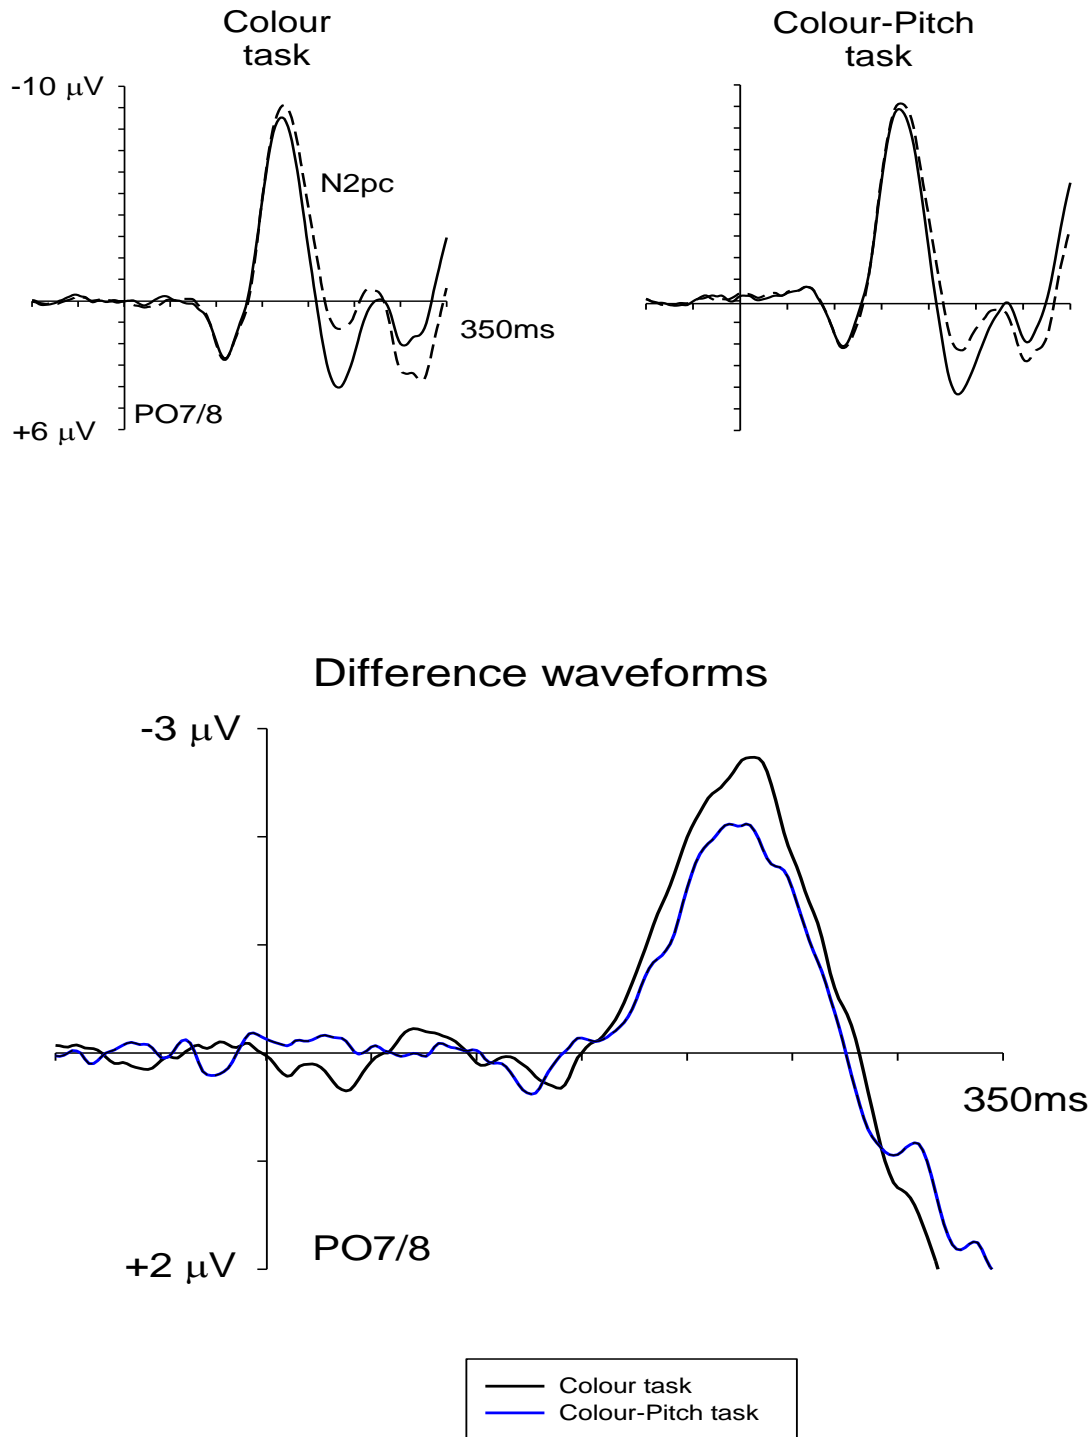 Colour
task
Colour-Pitch
task
-10 μV
N2pc
350ms
PO7/8
+6 μV
Difference waveforms
-3 μV
350ms
PO7/8
+2 μV
Colour task
Colour-Pitch task